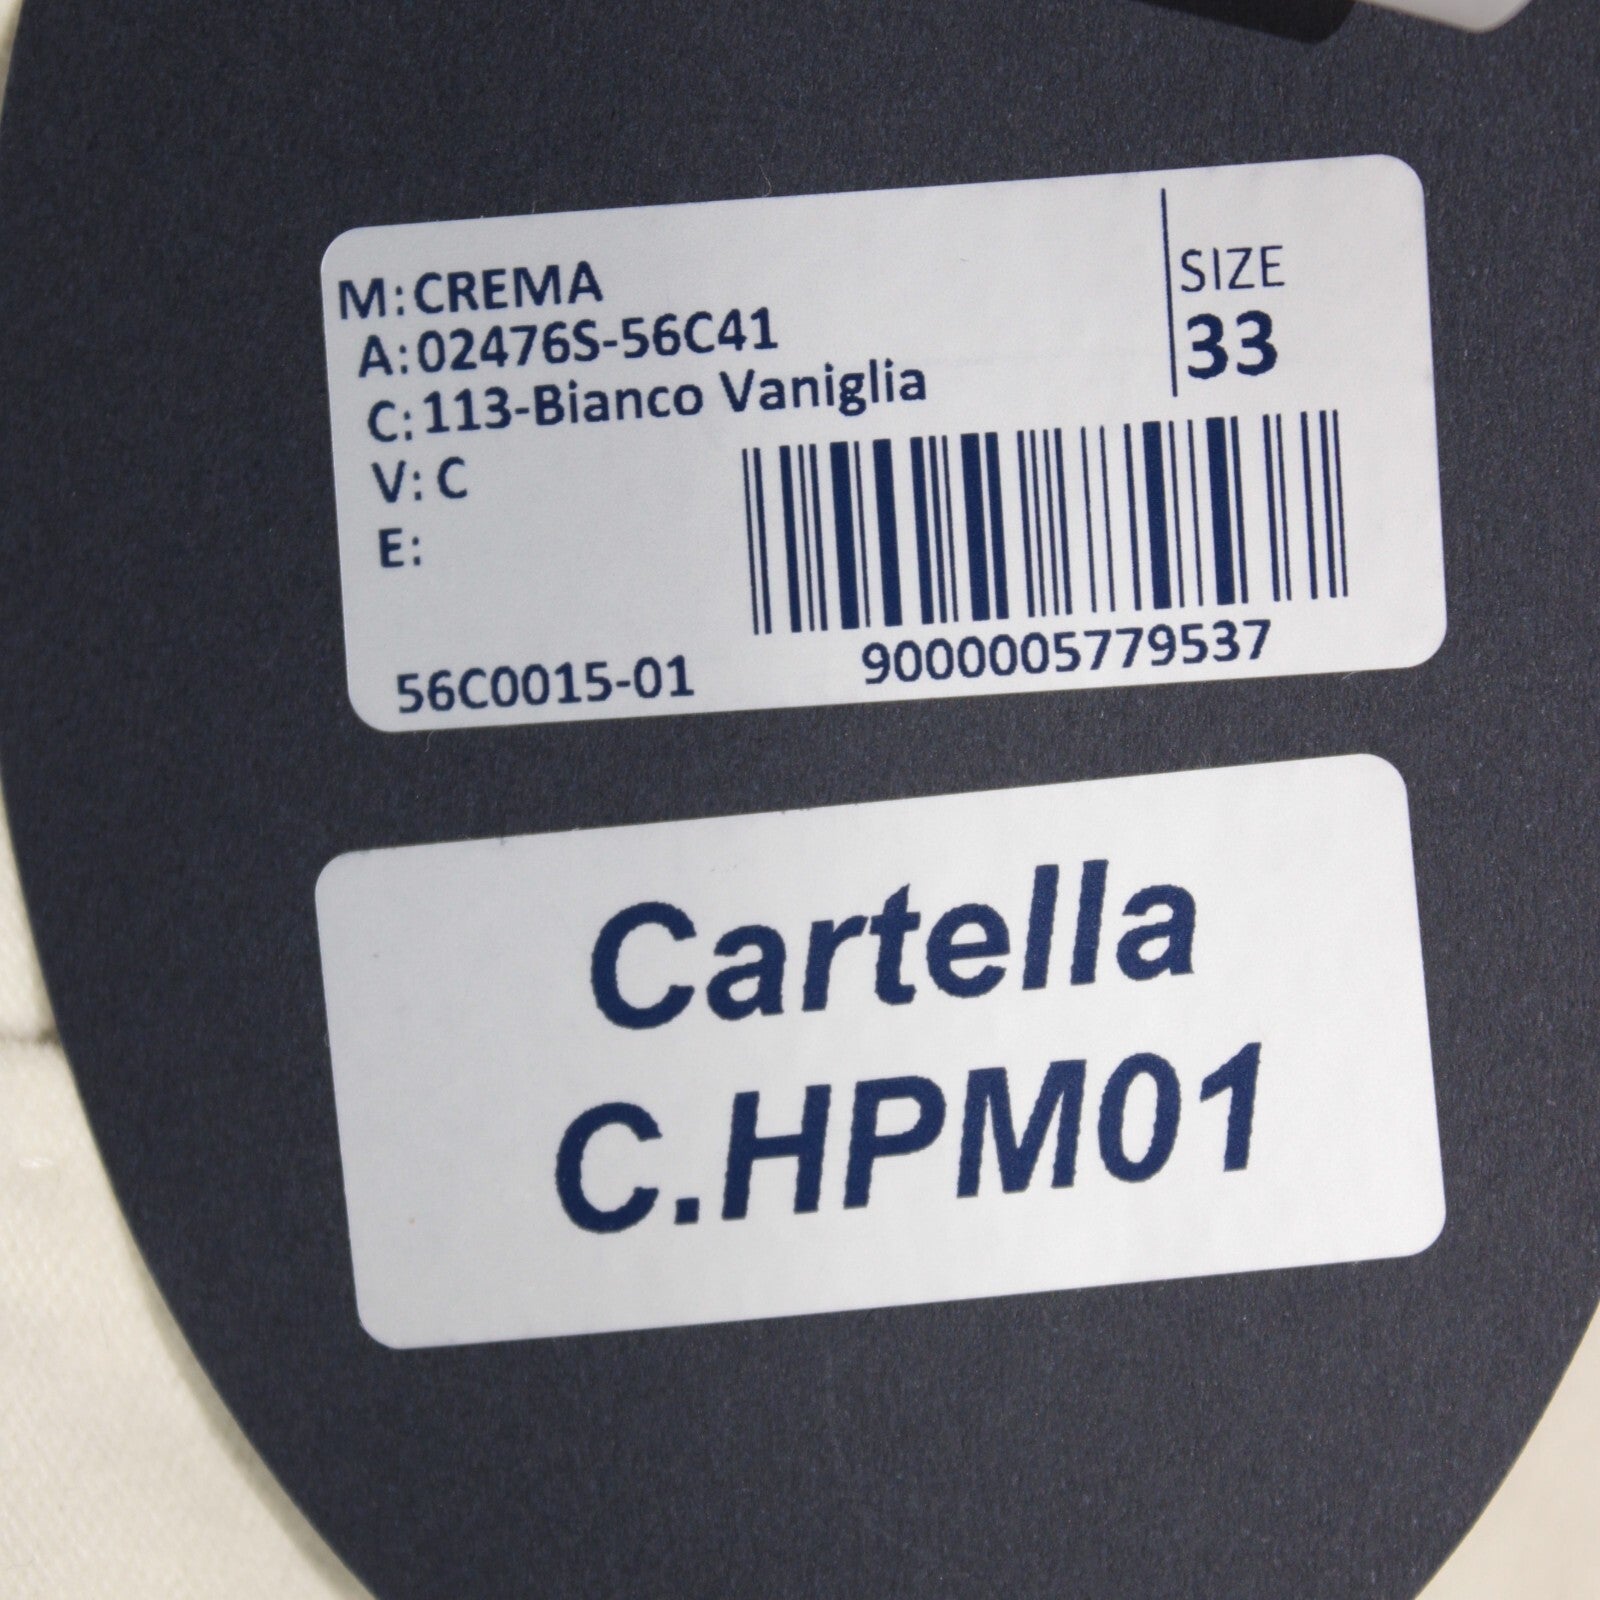 M: CREMA
A: 02476S-56C41
C: 113-Bianco Vaniglia
V: C
E:
SIZE
33
56C0015-01
9000005779537
Cartella
C.HPM01